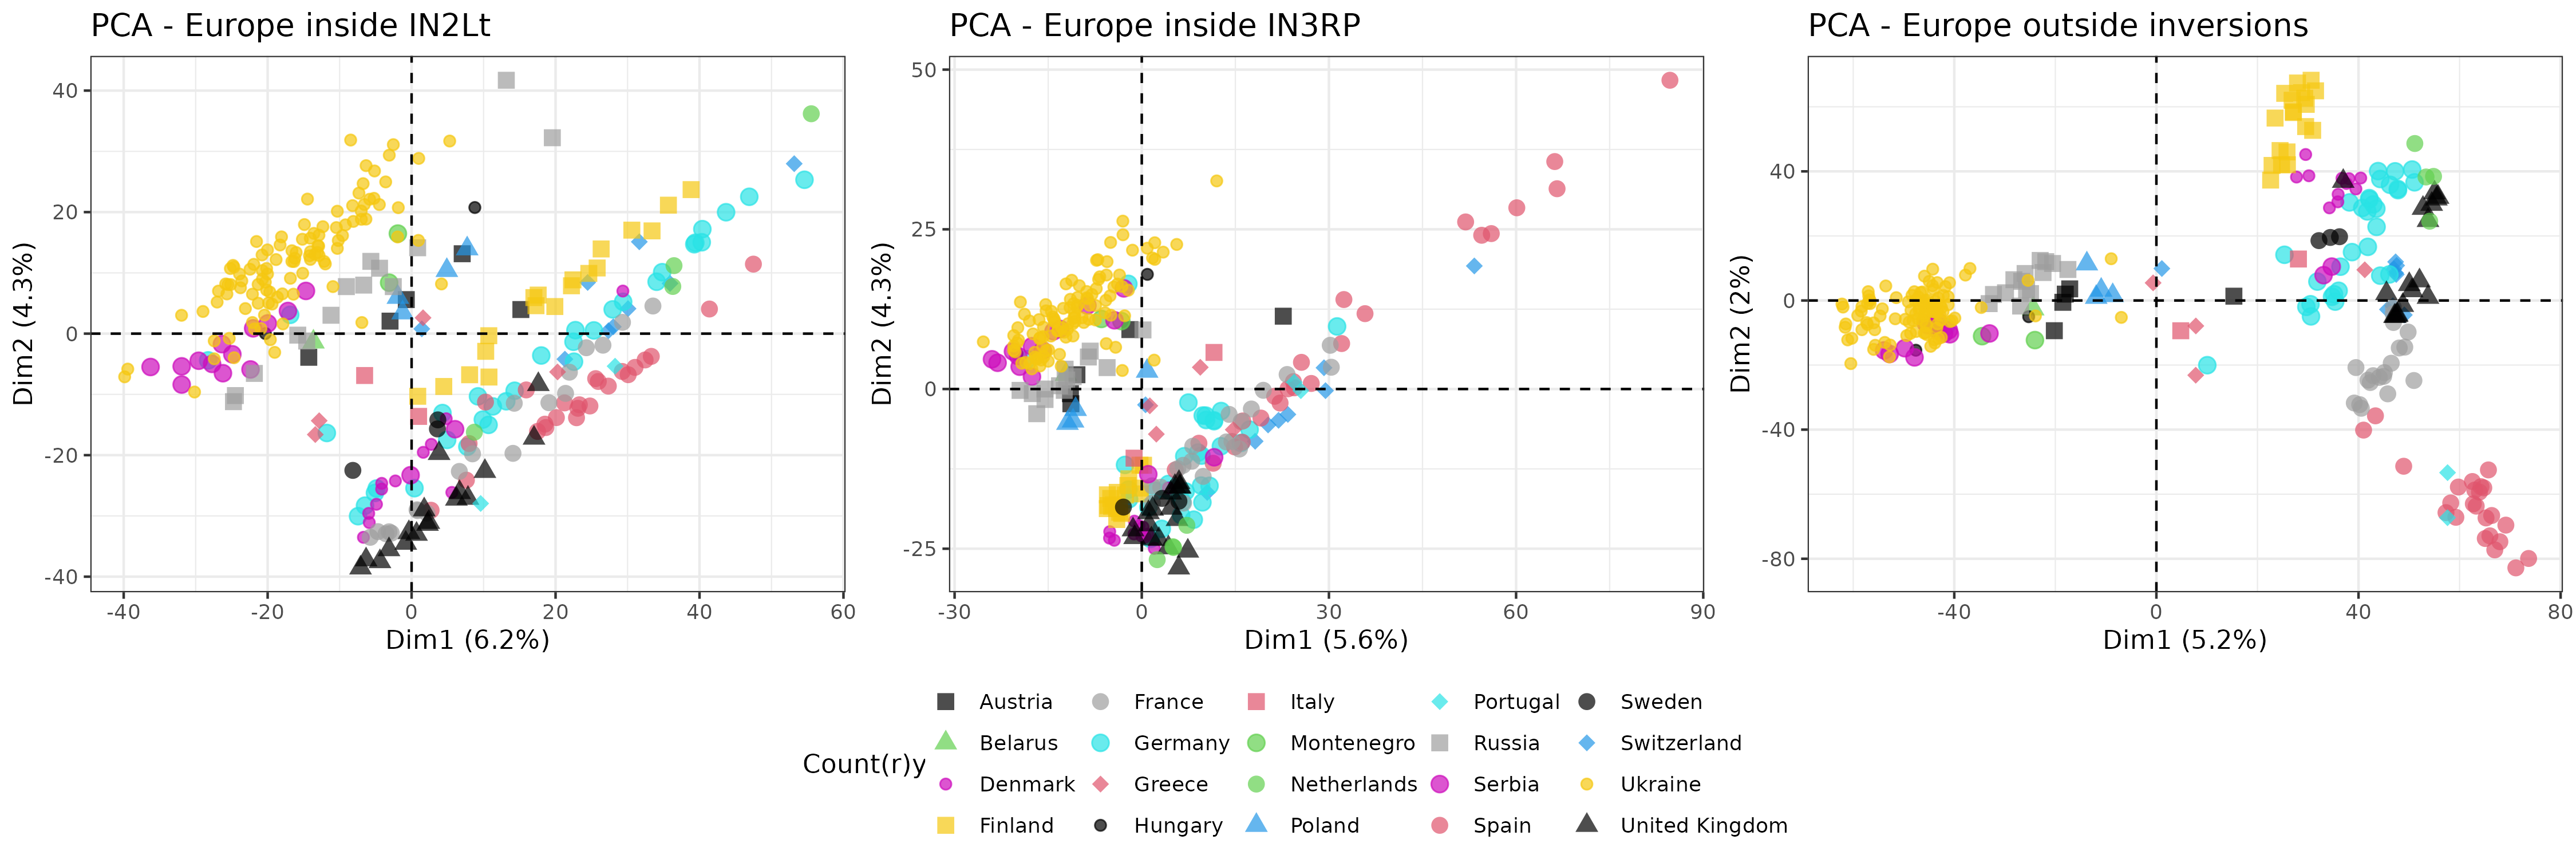 PCA - Europe inside IN2Lt
PCA - Europe inside IN3RP
PCA - Europe outside inversions
40
20
0
-20
-40
Dim2 (4.3%)
-40
-20
0
20
40
60
Dim1 (6.2%)
50
25
0
-25
Dim2 (4.3%)
-30
0
30
60
90
Dim1 (5.6%)
40
0
-40
-80
Dim2 (2%)
-40
0
40
80
Dim1 (5.2%)
Count(r)y
Austria
France
Italy
Portugal
Sweden
Belarus
Germany
Montenegro
Russia
Switzerland
Denmark
Greece
Netherlands
Serbia
Ukraine
Finland
Hungary
Poland
Spain
United Kingdom